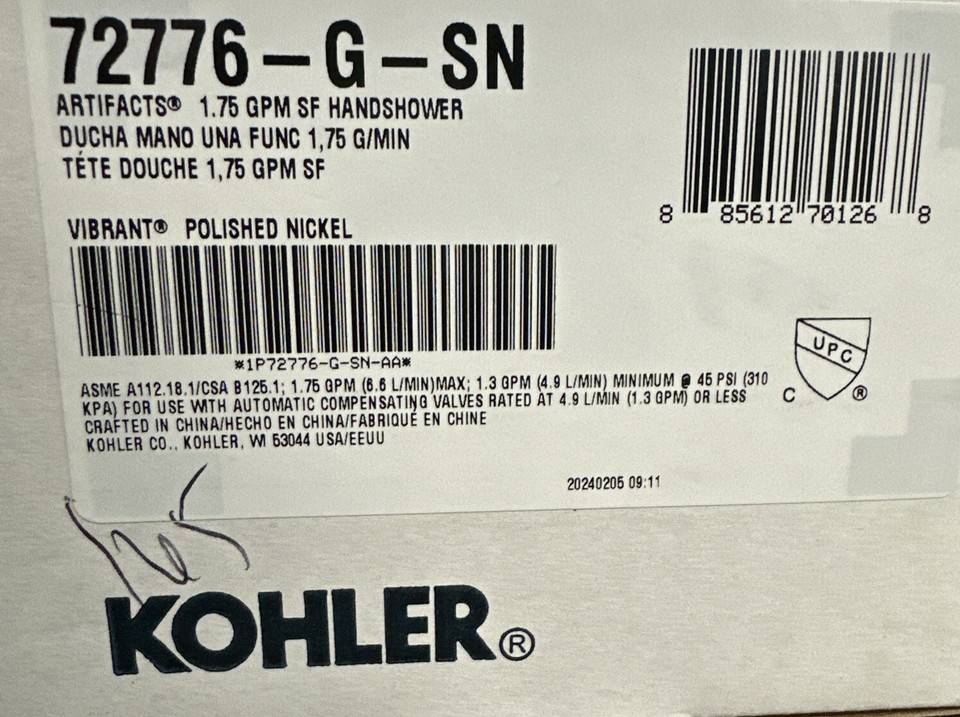 72776-G-SN
ARTIFACTS® 1.75 GPM SF HANDSHOWER
DUCHA MANO UNA FUNC 1,75 G/MIN
TÉTE DOUCHE 1,75 GPM SF
8 85612 70126 8
VIBRANT® POLISHED NICKEL
*1P72776-G-SN-AA*
ASME A112.18.1/CSA B125.1; 1.75 GPM (6.6 L/MIN)MAX; 1.3 GPM (4.9 L/MIN) MINIMUM @ 45 PSI (310
KPA) FOR USE WITH AUTOMATIC COMPENSATING VALVES RATED AT 4.9 L/MIN (1.3 GPM) OR LESS
CRAFTED IN CHINA/HECHO EN CHINA/FABRIQUÉ EN CHINE
KOHLER CO., KOHLER, WI 53044 USA/EEUU
UPC
C ®
20240205 09:11
KOHLER®